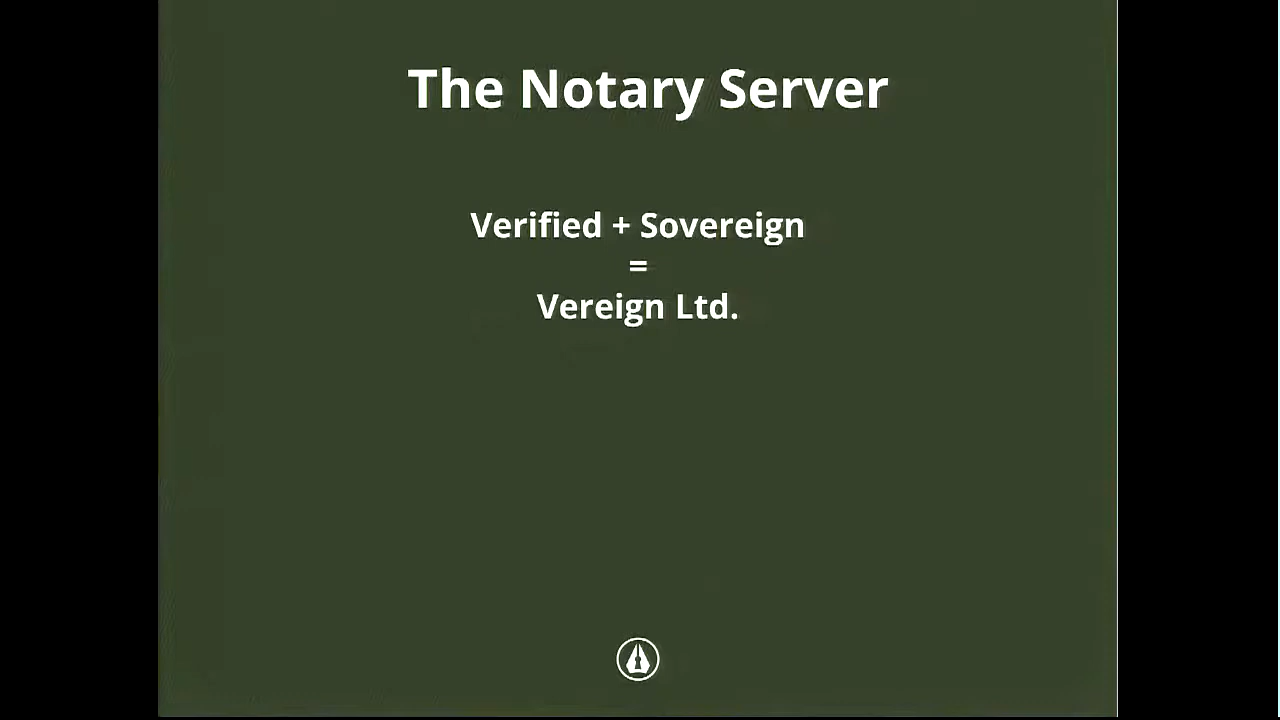 The Notary Server
Verified + Sovereign
=
Vereign Ltd.